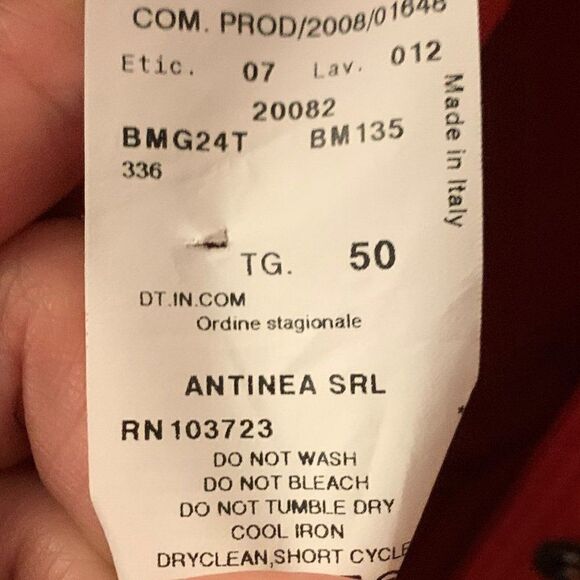 COM. PROD/2008/01646
Etic. 07 Lav. 012
20082
BMG24T BM135
336
Made in Italy
TG. 50
DT.IN.COM
Ordine stagionale
ANTINEA SRL
RN 103723
DO NOT WASH
DO NOT BLEACH
DO NOT TUMBLE DRY
COOL IRON
DRYCLEAN,SHORT CYCLE